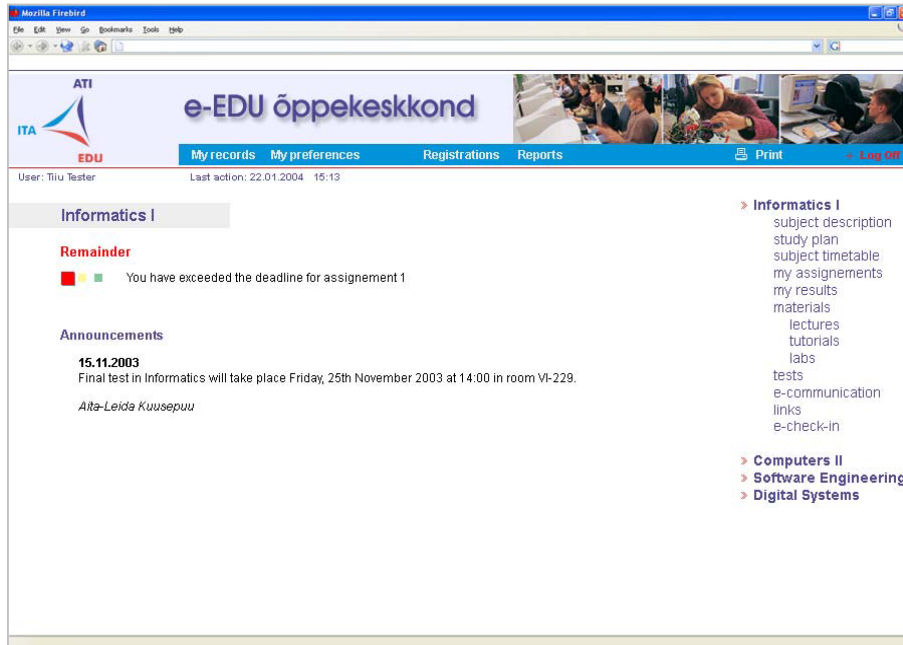 Mozilla Firebird
File Edit View Go Bookmarks Tools Help
ATI
ITA
EDU
e-EDU õppekeskkond
My records My preferences Registrations Reports Print Log Off
User: Tiiu Tester Last action: 22.01.2004 15:13
Informatics I
Remainder
You have exceeded the deadline for assignement 1
Announcements
15.11.2003
Final test in Informatics will take place Friday, 25th November 2003 at 14:00 in room VI-229.
Aita-Leida Kuusepuu
Informatics I
subject description
study plan
subject timetable
my assignements
my results
materials
lectures
tutorials
labs
tests
e-communication
links
e-check-in
Computers II
Software Engineering
Digital Systems